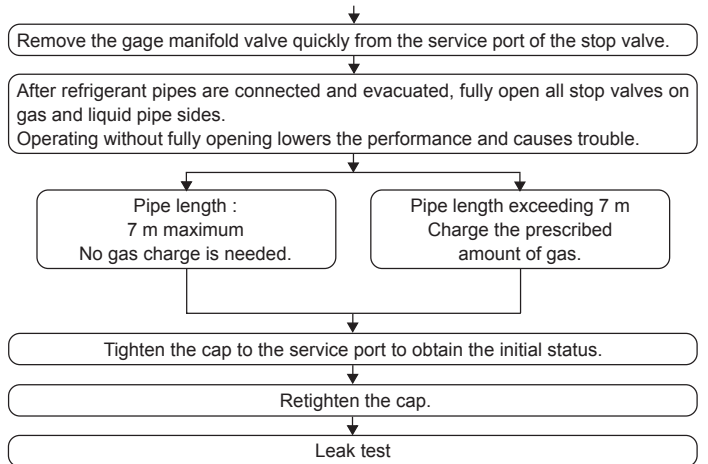 Remove the gage manifold valve quickly from the service port of the stop valve.
After refrigerant pipes are connected and evacuated, fully open all stop valves on
gas and liquid pipe sides.
Operating without fully opening lowers the performance and causes trouble.
Pipe length :
7 m maximum
No gas charge is needed.
Pipe length exceeding 7 m
Charge the prescribed
amount of gas.
Tighten the cap to the service port to obtain the initial status.
Retighten the cap.
Leak test